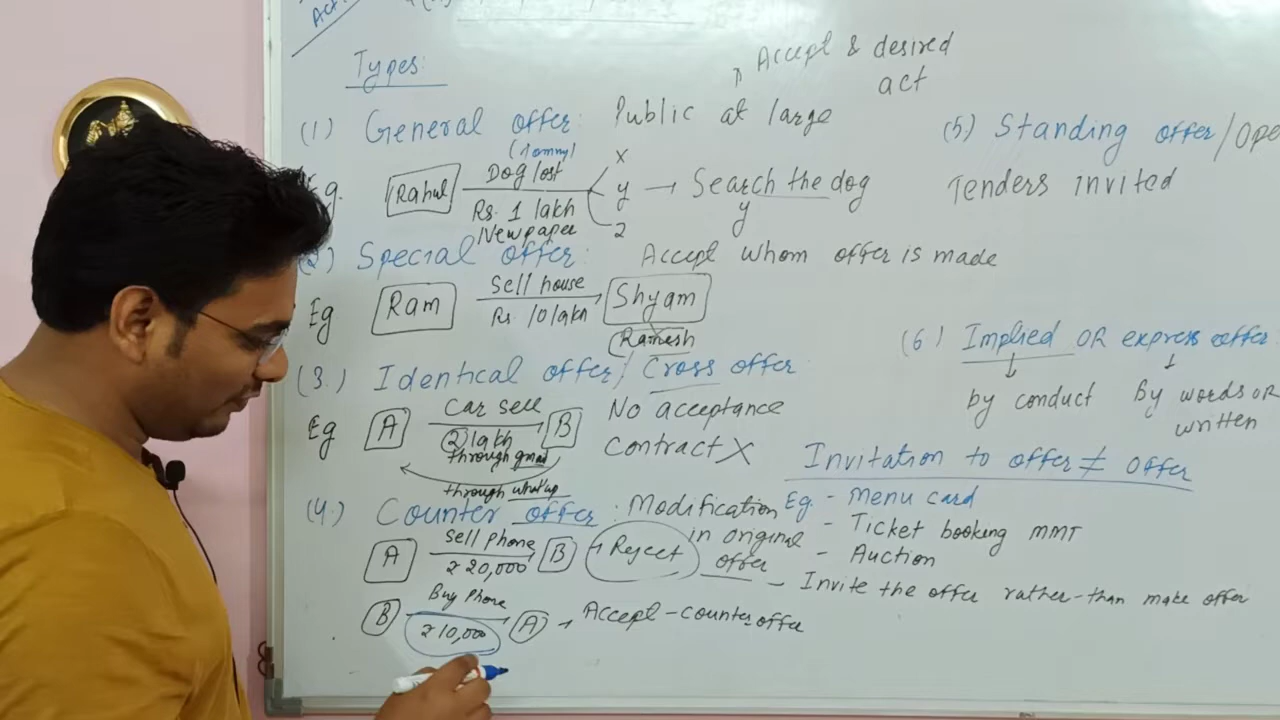 Act
Types:
Accept & desired
act
(1) General offer: Public at large
(Tommy)
Eg. Rahul Dog lost
Rs. 1 lakh
Newpaper
x
y → Search the dog
y
z
(2) Special offer: Accept whom offer is made
Eg Ram Sell house Shyam
Rs 10 lakh
Ramesh
(3.) Identical offer/ Cross offer:
Eg A Car sell B No acceptance
2 lakh contract X
through gmail
through what'up
(4.) Counter offer: Modification
in original
offer
A Sell phone B → Reject
₹ 20,000
B Buy Phone A → Accept - counter offer
₹ 10,000
(5) Standing offer/Ope
Tenders invited
(6) Implied OR express offer:
by conduct By words OR
written
Invitation to offer ≠ Offer
Eg. - Menu card
- Ticket booking MMT
- Auction
- Invite the offer rather-than make offer